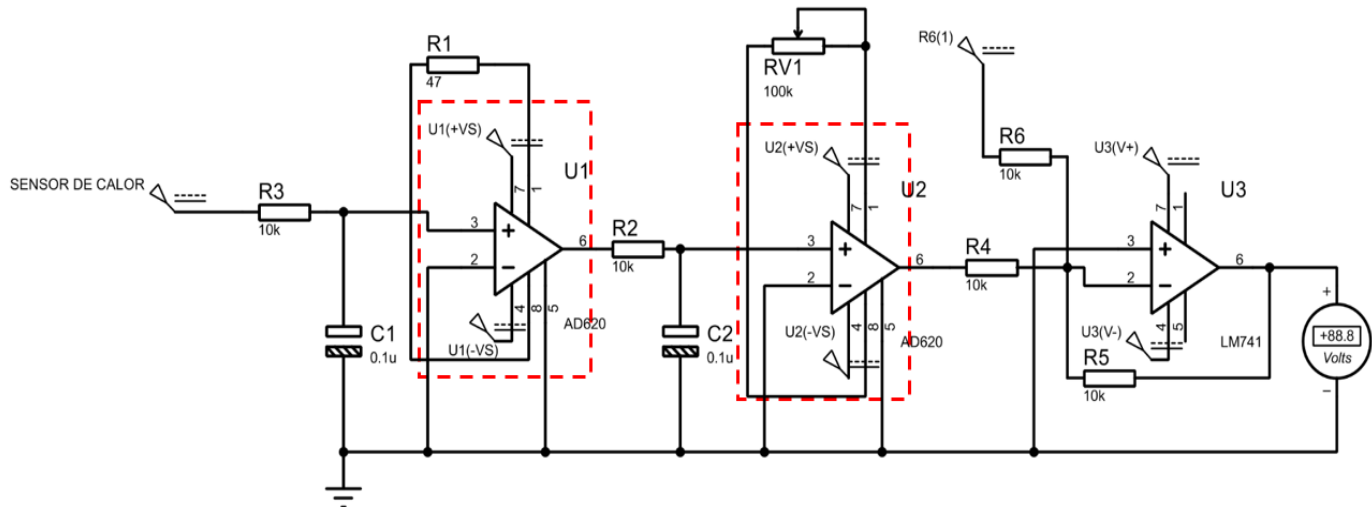 R1
47
U1(+VS)
7
1
U1
SENSOR DE CALOR
R3
10k
3
2
6
4
8
5
AD620
U1(-VS)
C1
0.1u
R2
10k
C2
0.1u
RV1
100k
U2(+VS)
7
1
U2
3
2
6
4
8
5
AD620
U2(-VS)
R6(1)
R6
10k
R4
10k
U3(V+)
7
1
U3
3
2
6
4
5
U3(V-)
LM741
R5
10k
+
+88.8
Volts
−